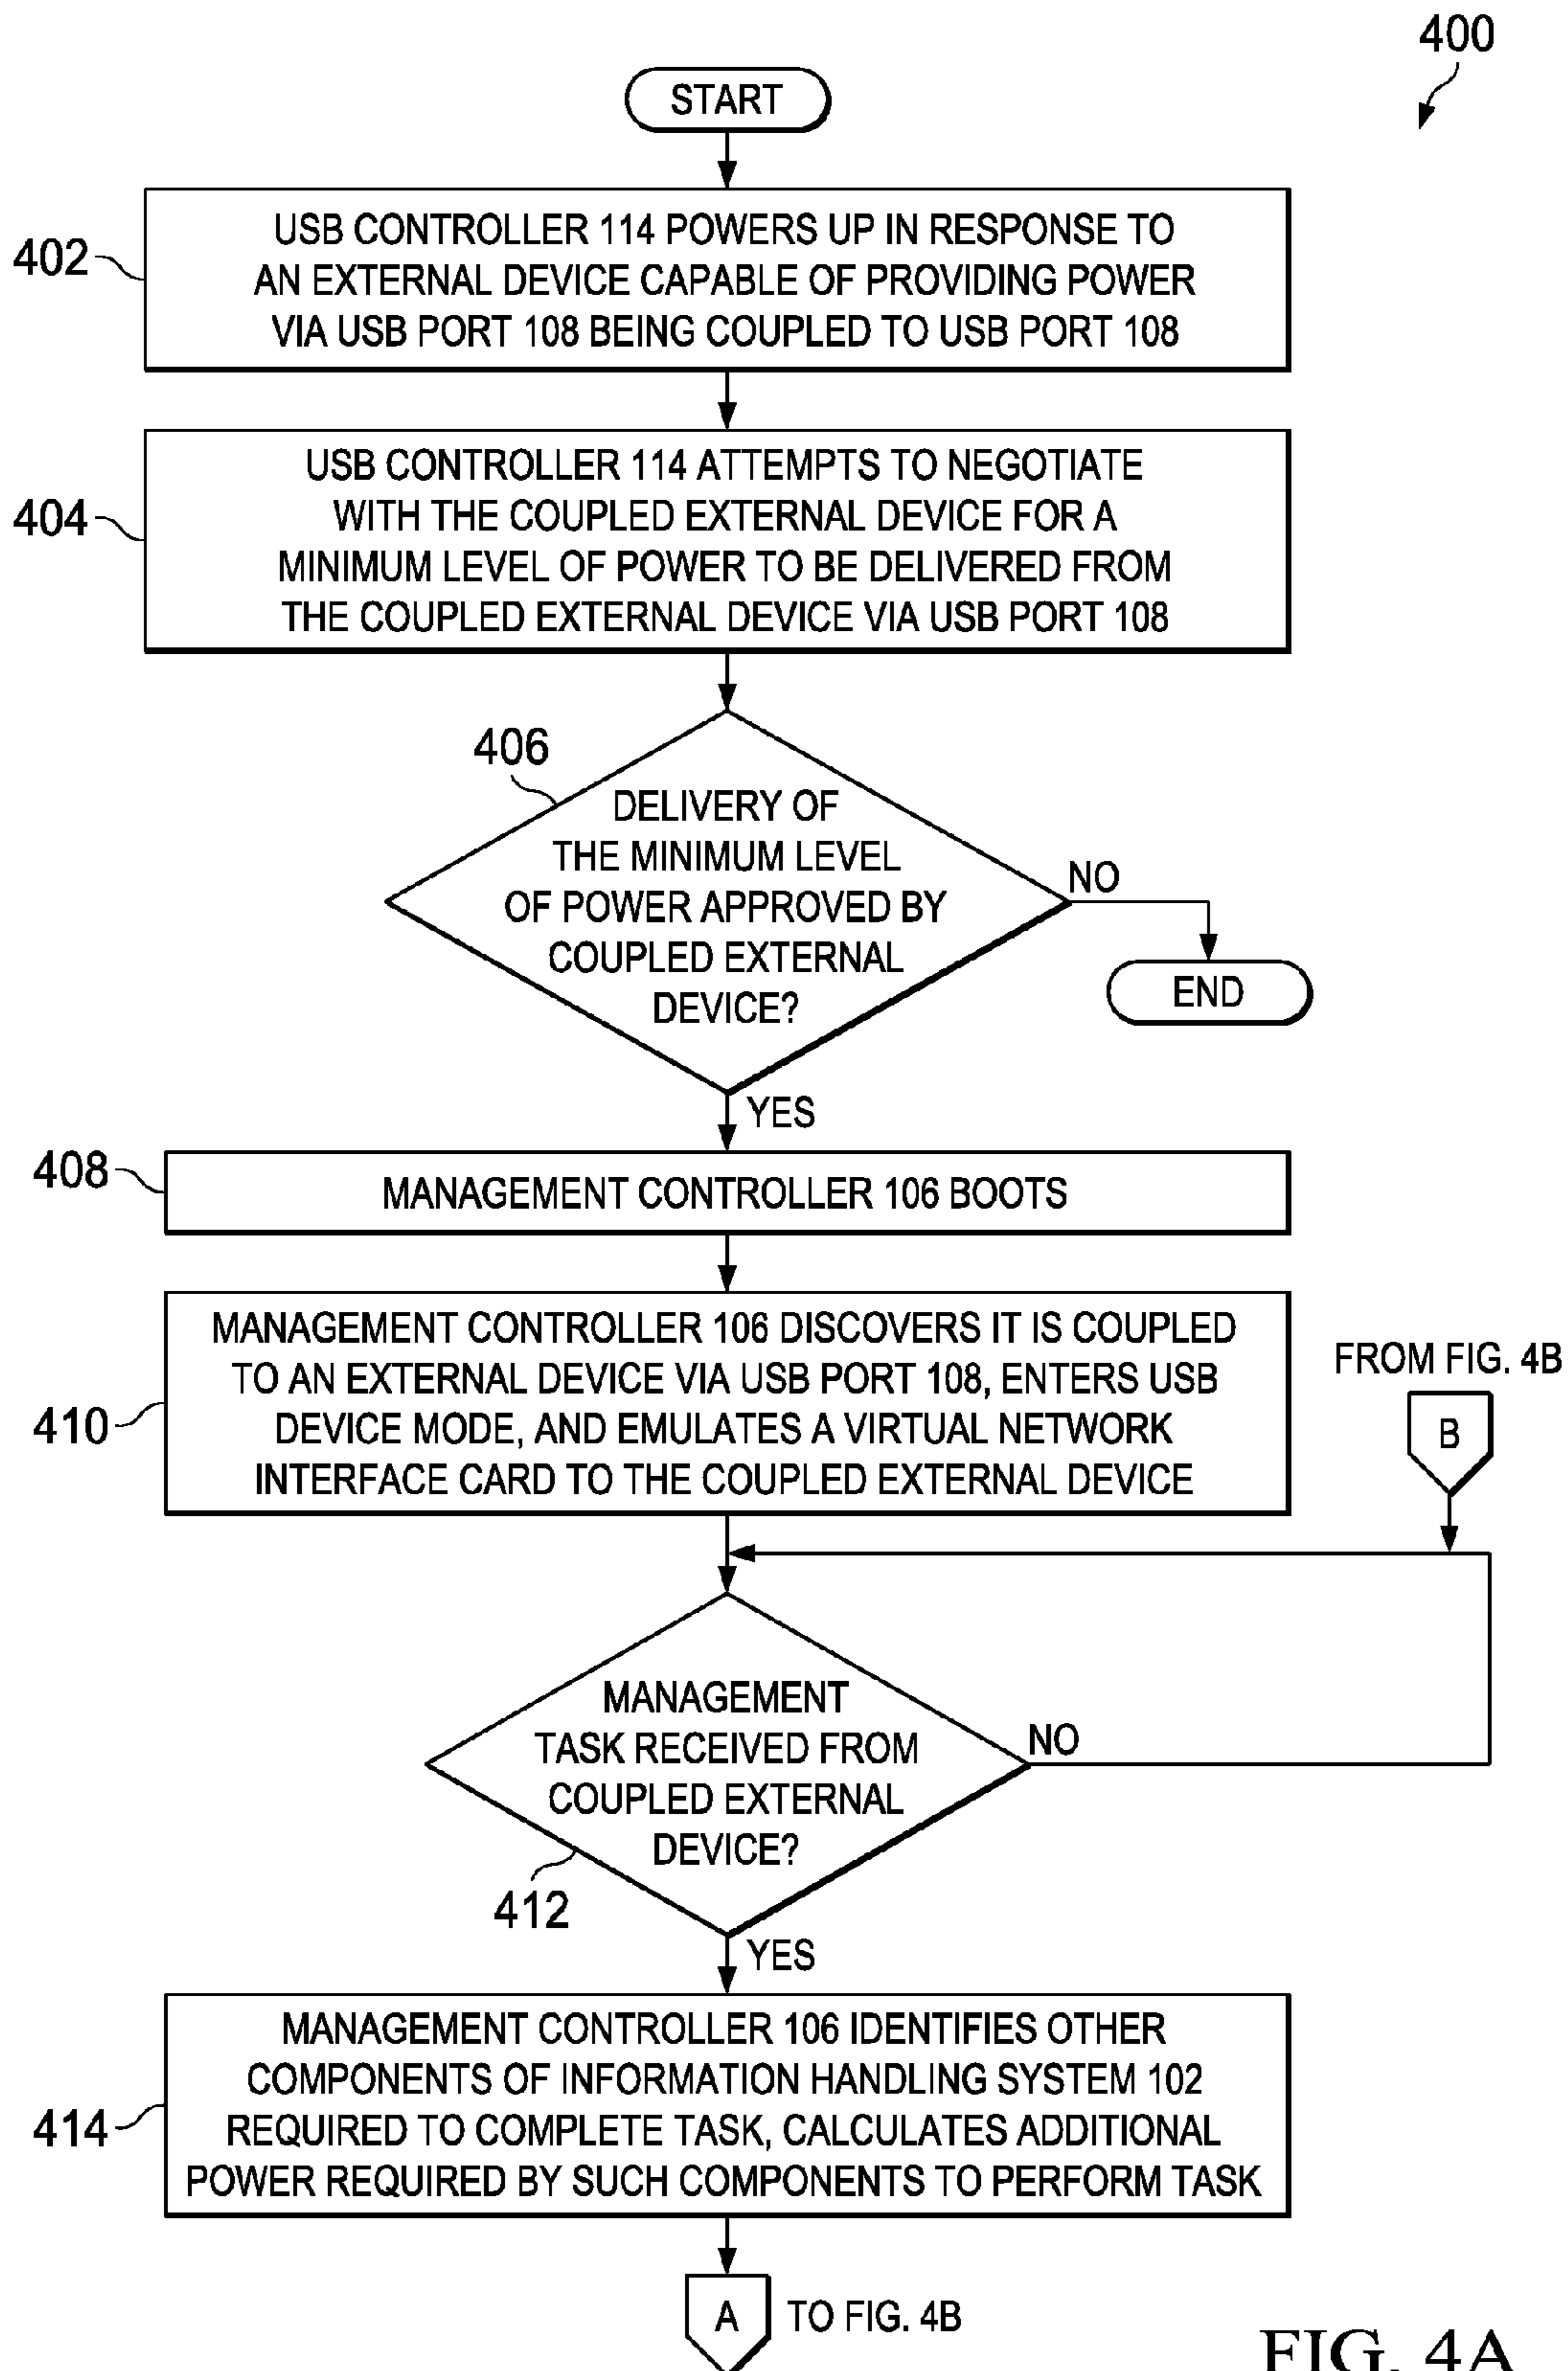 400
START
402
USB CONTROLLER 114 POWERS UP IN RESPONSE TO
AN EXTERNAL DEVICE CAPABLE OF PROVIDING POWER
VIA USB PORT 108 BEING COUPLED TO USB PORT 108
404
USB CONTROLLER 114 ATTEMPTS TO NEGOTIATE
WITH THE COUPLED EXTERNAL DEVICE FOR A
MINIMUM LEVEL OF POWER TO BE DELIVERED FROM
THE COUPLED EXTERNAL DEVICE VIA USB PORT 108
406
DELIVERY OF
THE MINIMUM LEVEL
OF POWER APPROVED BY
COUPLED EXTERNAL
DEVICE?
NO
END
YES
408
MANAGEMENT CONTROLLER 106 BOOTS
410
MANAGEMENT CONTROLLER 106 DISCOVERS IT IS COUPLED
TO AN EXTERNAL DEVICE VIA USB PORT 108, ENTERS USB
DEVICE MODE, AND EMULATES A VIRTUAL NETWORK
INTERFACE CARD TO THE COUPLED EXTERNAL DEVICE
FROM FIG. 4B
B
MANAGEMENT
TASK RECEIVED FROM
COUPLED EXTERNAL
DEVICE?
NO
412
YES
414
MANAGEMENT CONTROLLER 106 IDENTIFIES OTHER
COMPONENTS OF INFORMATION HANDLING SYSTEM 102
REQUIRED TO COMPLETE TASK, CALCULATES ADDITIONAL
POWER REQUIRED BY SUCH COMPONENTS TO PERFORM TASK
A
TO FIG. 4B
FIG. 4A